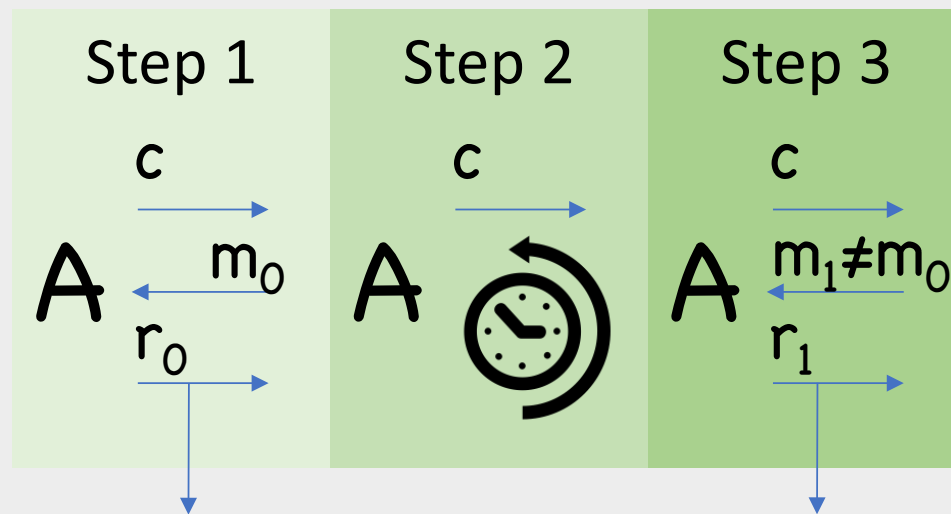 Step 1 Step 2 Step 3
c c c
A m₀ A A m₁≠m₀
r₀ r₁